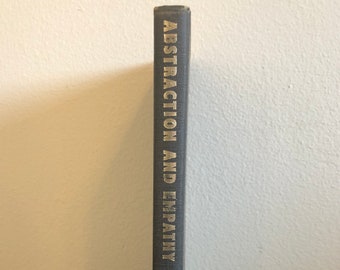 ABSTRACTION AND EMPATHY